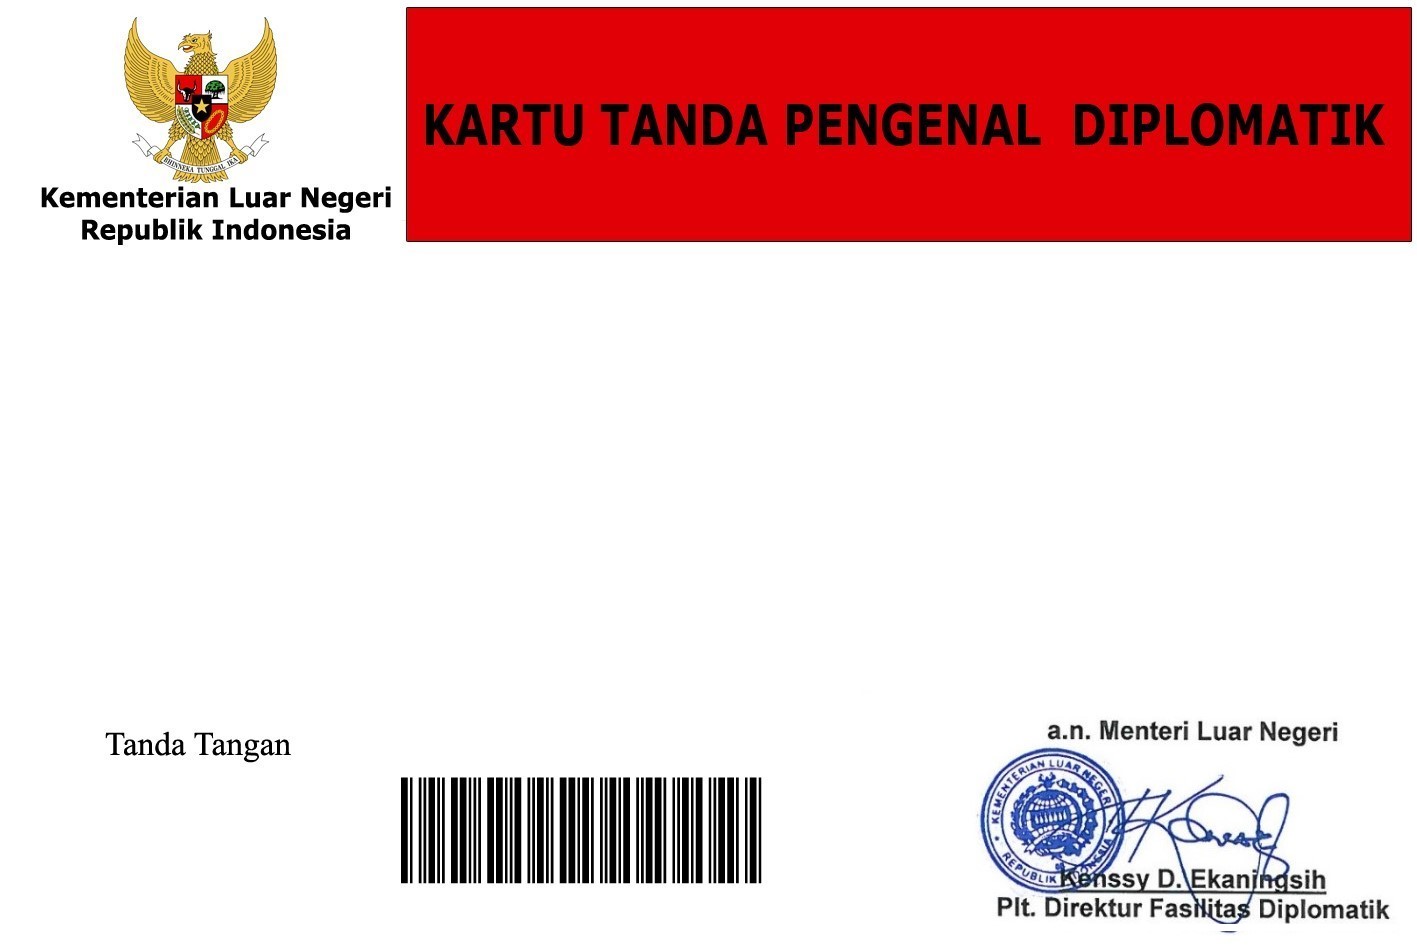 BHINNEKA TUNGGAL IKA
Kementerian Luar Negeri
Republik Indonesia
KARTU TANDA PENGENAL DIPLOMATIK
Tanda Tangan
a.n. Menteri Luar Negeri
KEMENTERIAN LUAR NEGERI
REPUBLIK INDONESIA
Kenssy D. Ekaningsih
Plt. Direktur Fasilitas Diplomatik